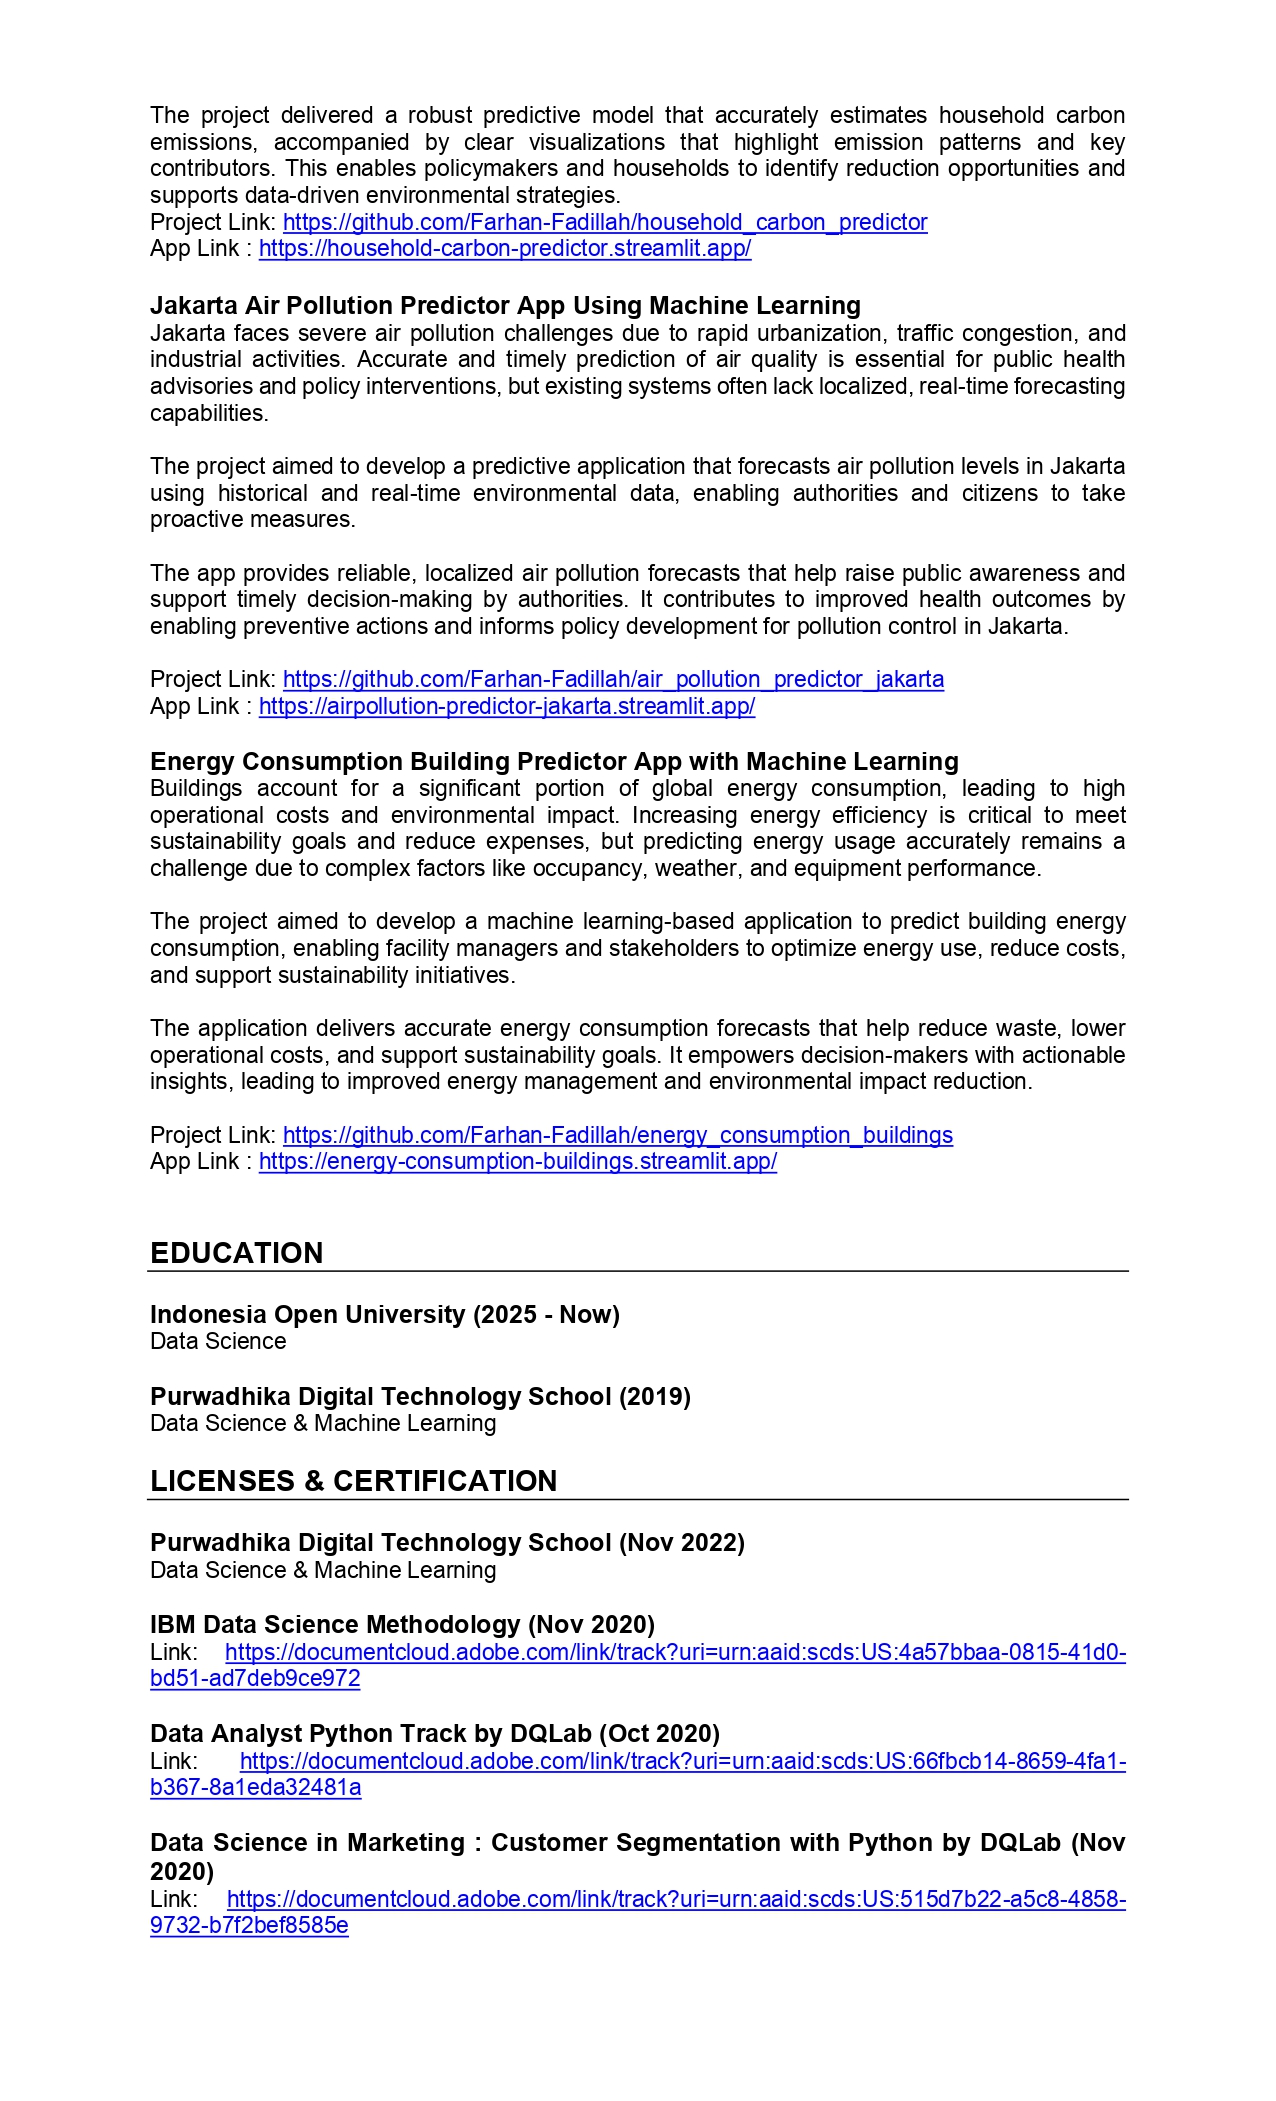 The project delivered a robust predictive model that accurately estimates household carbon
emissions, accompanied by clear visualizations that highlight emission patterns and key
contributors. This enables policymakers and households to identify reduction opportunities and
supports data-driven environmental strategies.
Project Link: https://github.com/Farhan-Fadillah/household_carbon_predictor
App Link : https://household-carbon-predictor.streamlit.app/
Jakarta Air Pollution Predictor App Using Machine Learning
Jakarta faces severe air pollution challenges due to rapid urbanization, traffic congestion, and
industrial activities. Accurate and timely prediction of air quality is essential for public health
advisories and policy interventions, but existing systems often lack localized, real-time forecasting
capabilities.
The project aimed to develop a predictive application that forecasts air pollution levels in Jakarta
using historical and real-time environmental data, enabling authorities and citizens to take
proactive measures.
The app provides reliable, localized air pollution forecasts that help raise public awareness and
support timely decision-making by authorities. It contributes to improved health outcomes by
enabling preventive actions and informs policy development for pollution control in Jakarta.
Project Link: https://github.com/Farhan-Fadillah/air_pollution_predictor_jakarta
App Link : https://airpollution-predictor-jakarta.streamlit.app/
Energy Consumption Building Predictor App with Machine Learning
Buildings account for a significant portion of global energy consumption, leading to high
operational costs and environmental impact. Increasing energy efficiency is critical to meet
sustainability goals and reduce expenses, but predicting energy usage accurately remains a
challenge due to complex factors like occupancy, weather, and equipment performance.
The project aimed to develop a machine learning-based application to predict building energy
consumption, enabling facility managers and stakeholders to optimize energy use, reduce costs,
and support sustainability initiatives.
The application delivers accurate energy consumption forecasts that help reduce waste, lower
operational costs, and support sustainability goals. It empowers decision-makers with actionable
insights, leading to improved energy management and environmental impact reduction.
Project Link: https://github.com/Farhan-Fadillah/energy_consumption_buildings
App Link : https://energy-consumption-buildings.streamlit.app/
EDUCATION
Indonesia Open University (2025 - Now)
Data Science
Purwadhika Digital Technology School (2019)
Data Science & Machine Learning
LICENSES & CERTIFICATION
Purwadhika Digital Technology School (Nov 2022)
Data Science & Machine Learning
IBM Data Science Methodology (Nov 2020)
Link: https://documentcloud.adobe.com/link/track?uri=urn:aaid:scds:US:4a57bbaa-0815-41d0-
bd51-ad7deb9ce972
Data Analyst Python Track by DQLab (Oct 2020)
Link: https://documentcloud.adobe.com/link/track?uri=urn:aaid:scds:US:66fbcb14-8659-4fa1-
b367-8a1eda32481a
Data Science in Marketing : Customer Segmentation with Python by DQLab (Nov
2020)
Link: https://documentcloud.adobe.com/link/track?uri=urn:aaid:scds:US:515d7b22-a5c8-4858-
9732-b7f2bef8585e